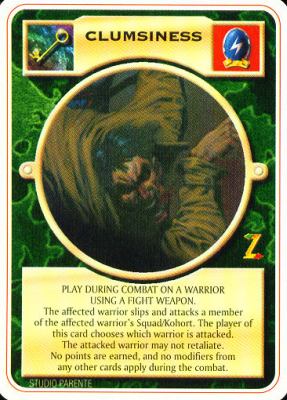 CLUMSINESS
PLAY DURING COMBAT ON A WARRIOR
USING A FIGHT WEAPON.
The affected warrior slips and attacks a member
of the affected warrior's Squad/Kohort. The player of
this card chooses which warrior is attacked.
The attacked warrior may not retaliate.
No points are earned, and no modifiers from
any other cards apply during the combat.
STUDIO PARENTE